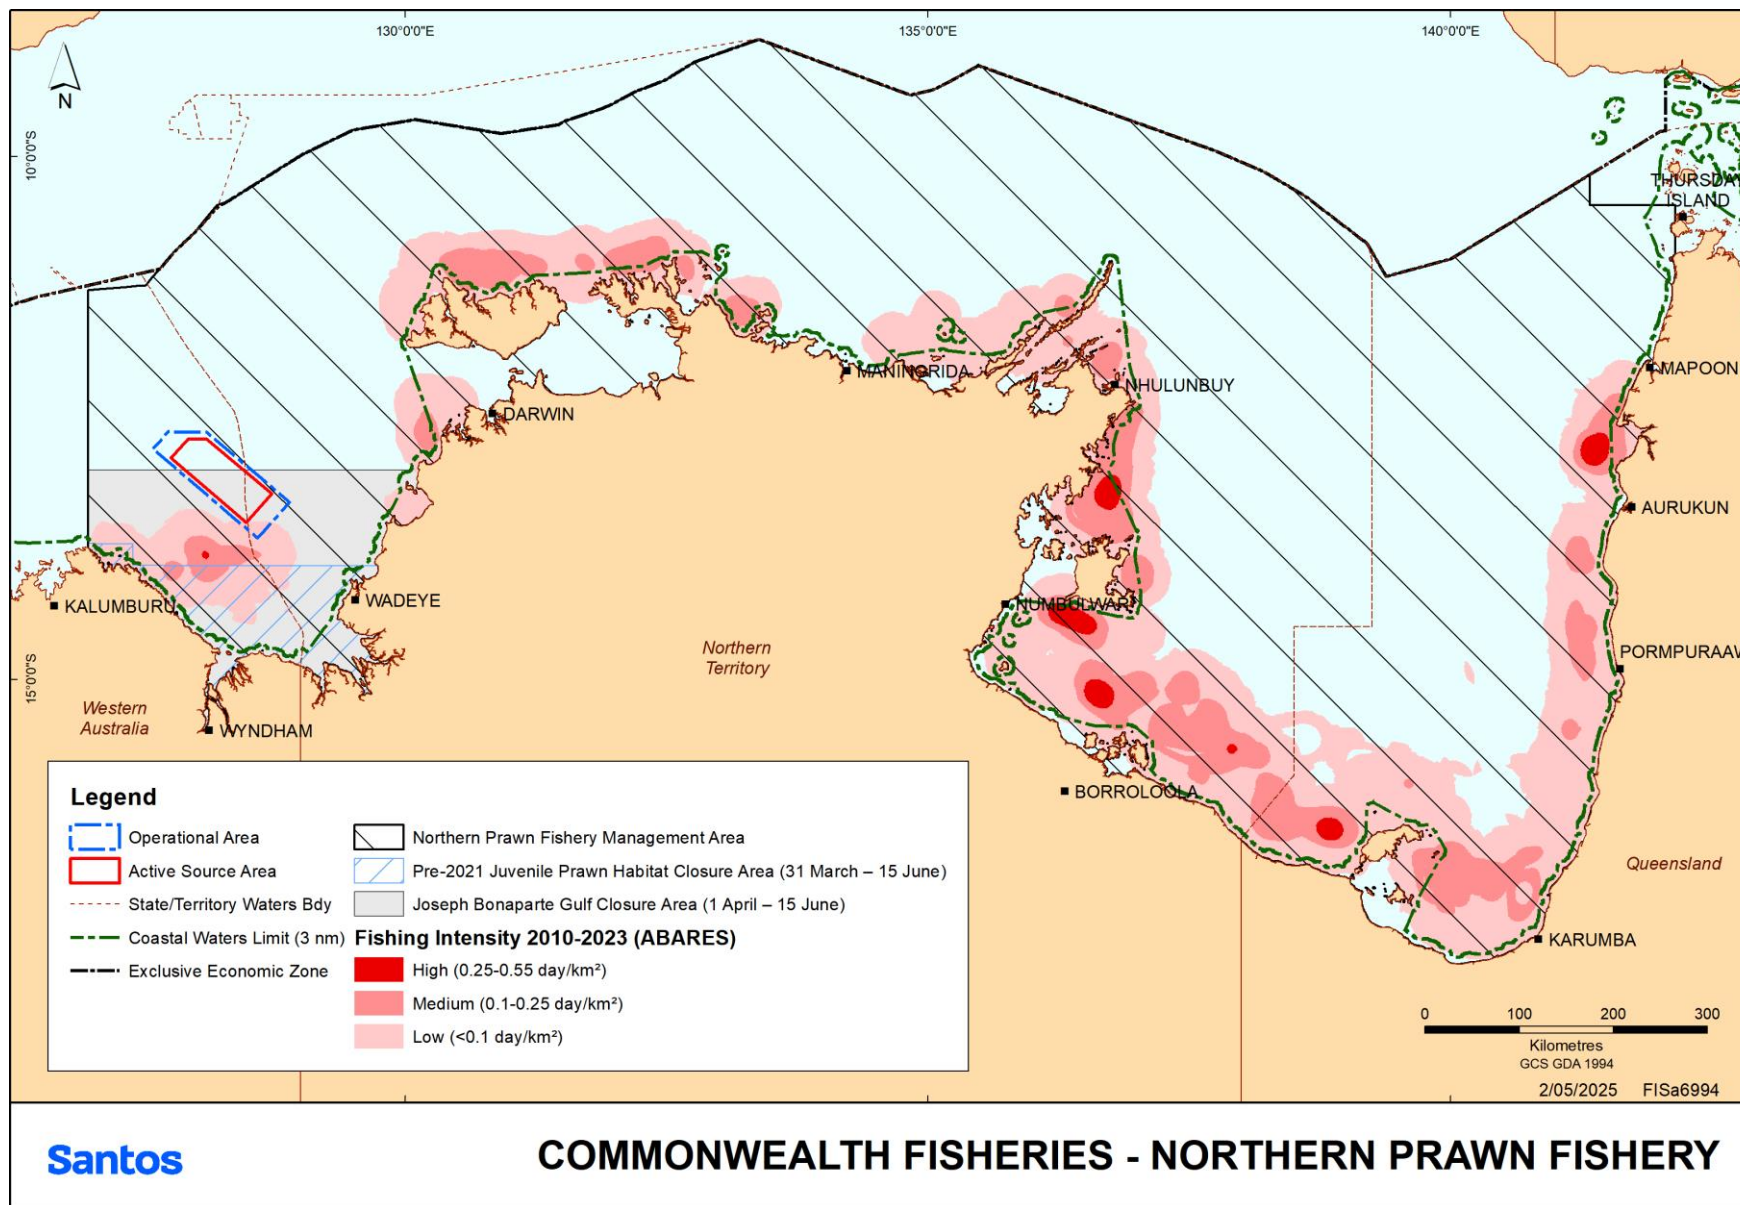 130°0'0"E
135°0'0"E
140°0'0"E
N
10°0'0"S
THURSDAY
ISLAND
MAPOON
MANINGRIDA
NHULUNBUY
DARWIN
AURUKUN
KALUMBURU
WADEYE
NUMBULWAR
Northern
Territory
PORMPURAAW
15°0'0"S
Western
Australia
WYNDHAM
BORROLOOLA
Queensland
KARUMBA
Legend
Operational Area
Active Source Area
State/Territory Waters Bdy
Coastal Waters Limit (3 nm)
Exclusive Economic Zone
Northern Prawn Fishery Management Area
Pre-2021 Juvenile Prawn Habitat Closure Area (31 March – 15 June)
Joseph Bonaparte Gulf Closure Area (1 April – 15 June)
Fishing Intensity 2010-2023 (ABARES)
High (0.25-0.55 day/km²)
Medium (0.1-0.25 day/km²)
Low (<0.1 day/km²)
0 100 200 300
Kilometres
GCS GDA 1994
2/05/2025 FISa6994
Santos
COMMONWEALTH FISHERIES - NORTHERN PRAWN FISHERY